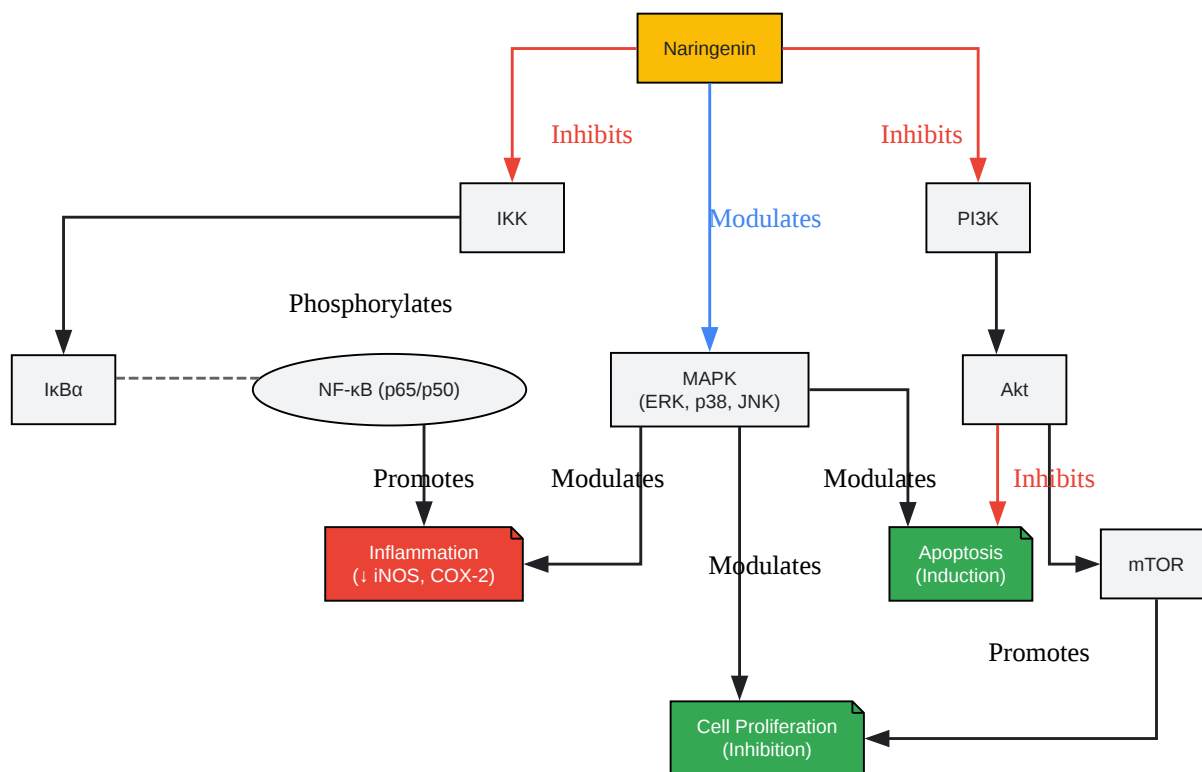 Naringenin
Inhibits
Inhibits
IKK
Modulates
PI3K
Phosphorylates
IκBα
NF-κB (p65/p50)
MAPK
(ERK, p38, JNK)
Akt
Promotes
Modulates
Modulates
Inhibits
Inflammation
(↓ iNOS, COX-2)
Modulates
Apoptosis
(Induction)
mTOR
Promotes
Cell Proliferation
(Inhibition)